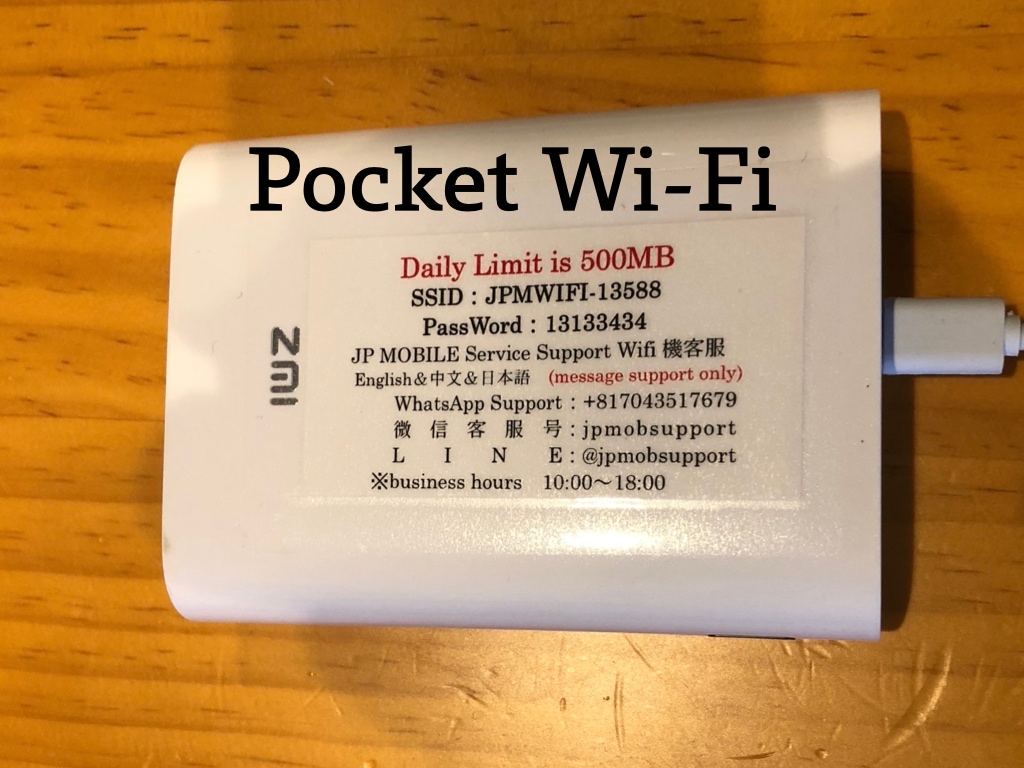 Pocket Wi-Fi
Daily Limit is 500MB
SSID : JPMWIFI-13588
PassWord : 13133434
JP MOBILE Service Support Wifi 機客服
English&中文&日本語 (message support only)
WhatsApp Support : +817043517679
微 信 客 服 号 : jpmobsupport
L I N E : @jpmobsupport
※business hours 10:00～18:00
ZMI